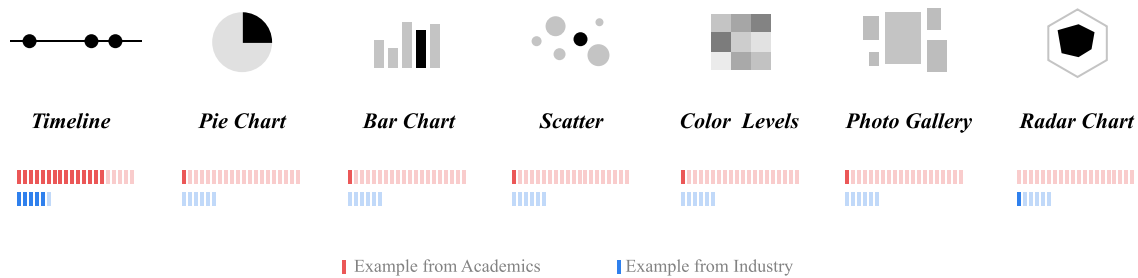 Timeline Pie Chart Bar Chart Scatter Color Levels Photo Gallery Radar Chart
Example from Academics Example from Industry